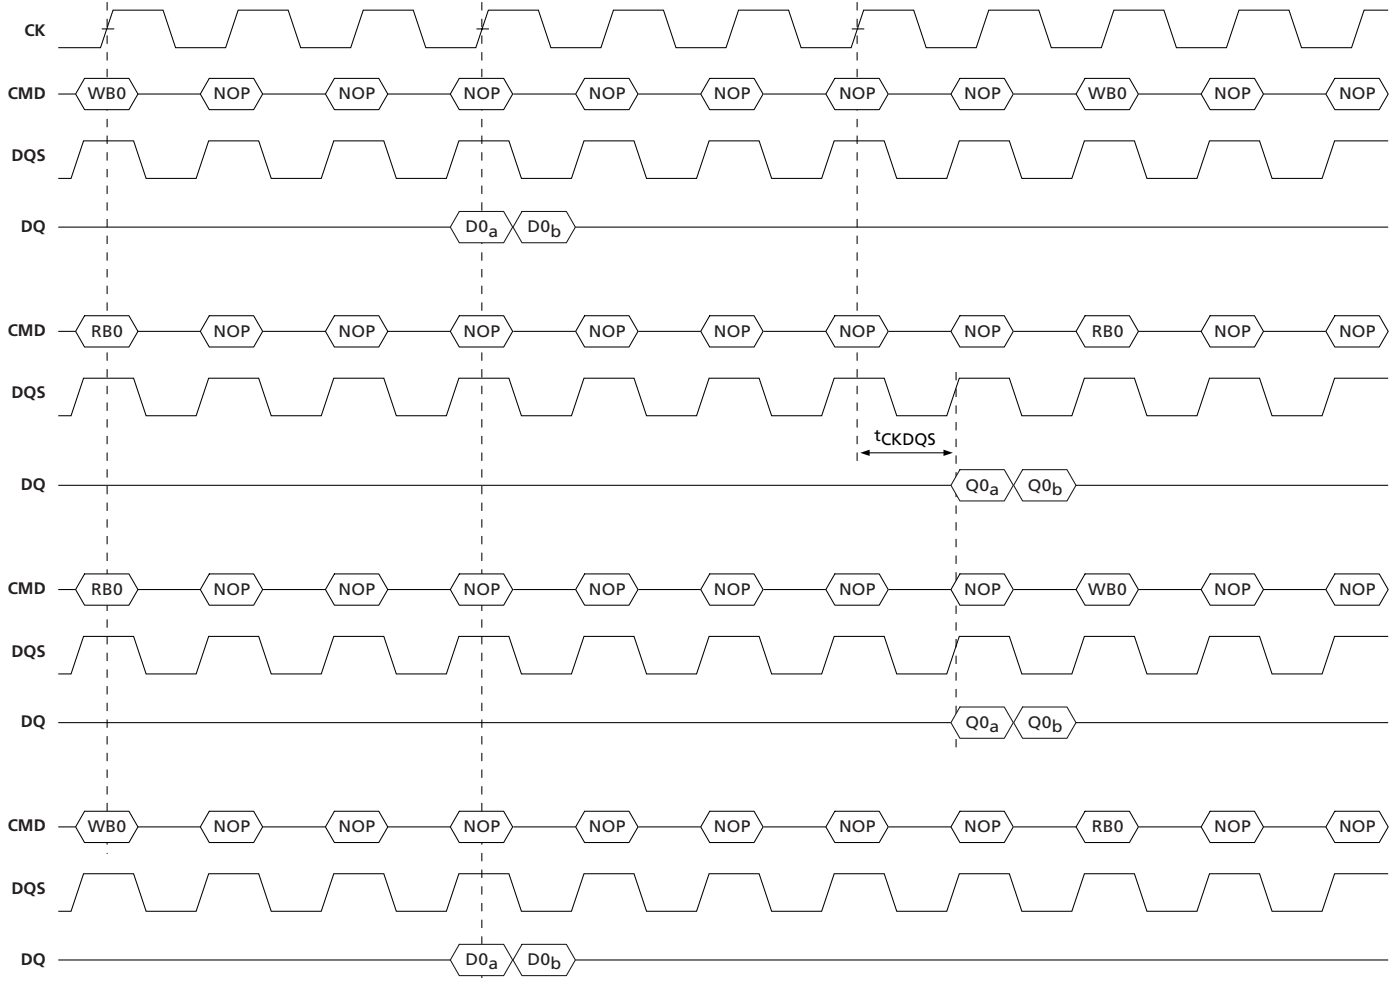 CK
CMD WB0 NOP NOP NOP NOP NOP NOP NOP WB0 NOP NOP
DQS
DQ D0a D0b
CMD RB0 NOP NOP NOP NOP NOP NOP NOP RB0 NOP NOP
DQS
tCKDQS
DQ Q0a Q0b
CMD RB0 NOP NOP NOP NOP NOP NOP NOP WB0 NOP NOP
DQS
DQ Q0a Q0b
CMD WB0 NOP NOP NOP NOP NOP NOP NOP RB0 NOP NOP
DQS
DQ D0a D0b